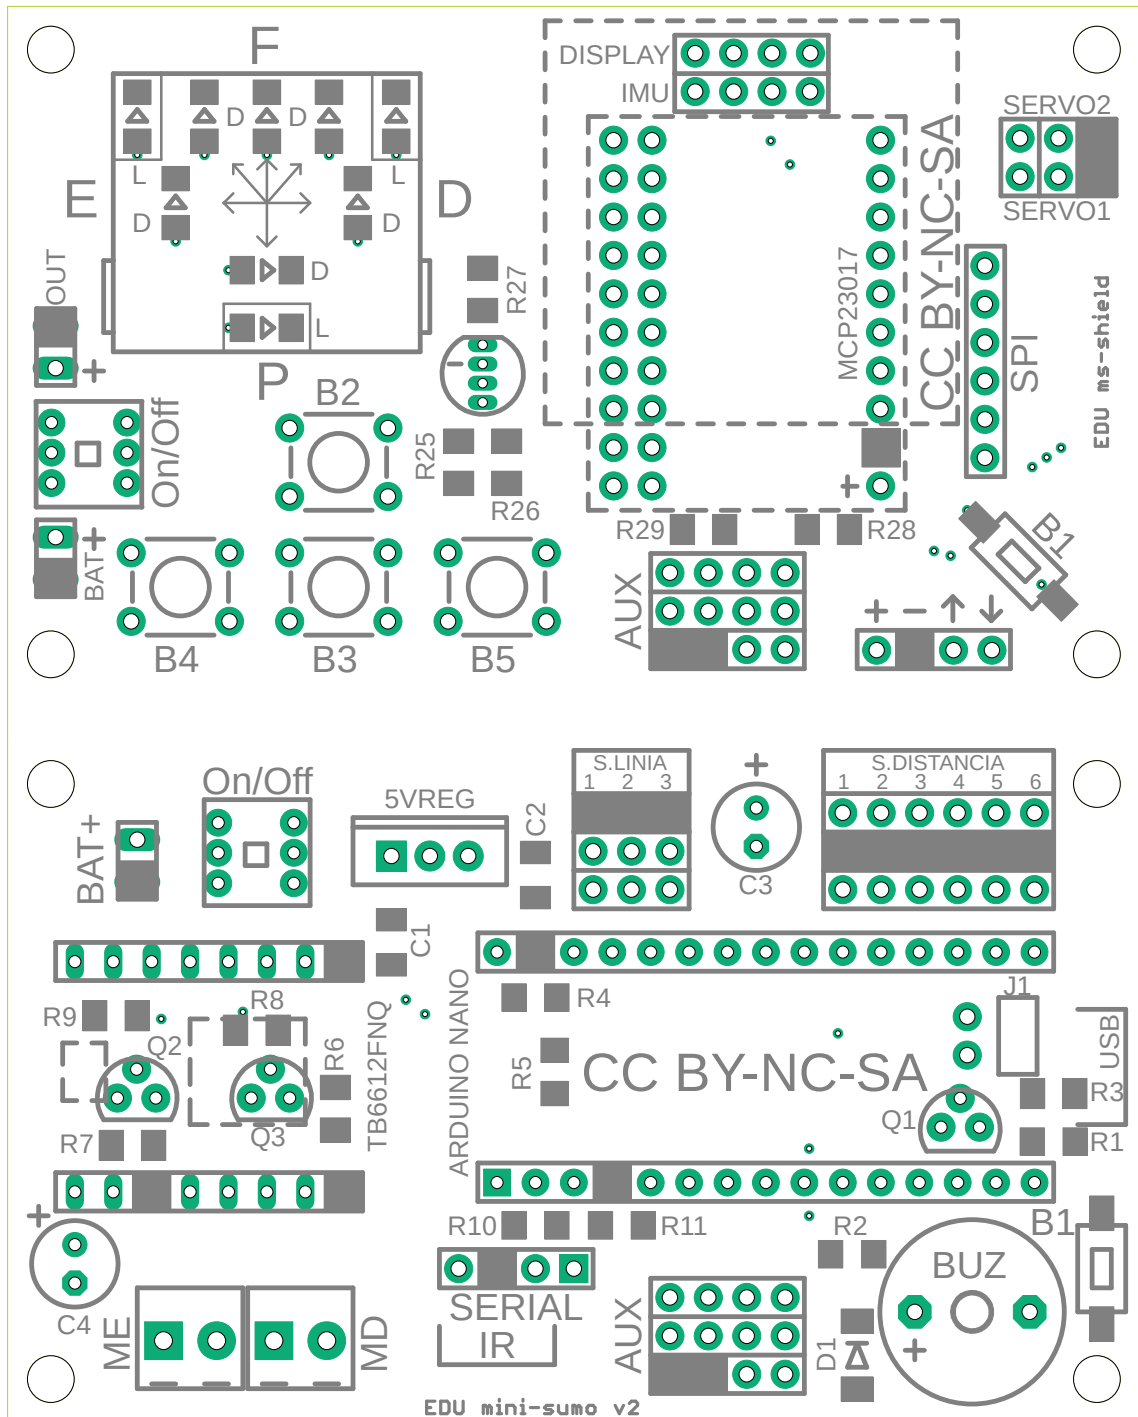 F
DISPLAY
IMU
SERVO2
SERVO1
D
D
L
L
E
D
D
D
CC BY-NC-SA
MCP23017
OUT
+
D
L
R27
P
SPI
EDU ms-shield
On/Off
B2
R25
R26
+
R29
R28
B1
BAT
+
AUX
+ -
B4
B3
B5
On/Off
5VREG
C2
S.LINIA
1 2 3
+
S.DISTANCIA
1 2 3 4 5 6
BAT+
C3
C1
R9
R8
Q2
R6
TB6612FNQ
ARDUINO NANO
R4
R5
CC BY-NC-SA
J1
USB
R3
Q1
R1
R7
Q3
+
R10
R11
R2
B1
BUZ
+
C4
ME
MD
SERIAL
IR
AUX
D1
EDU mini-sumo v2